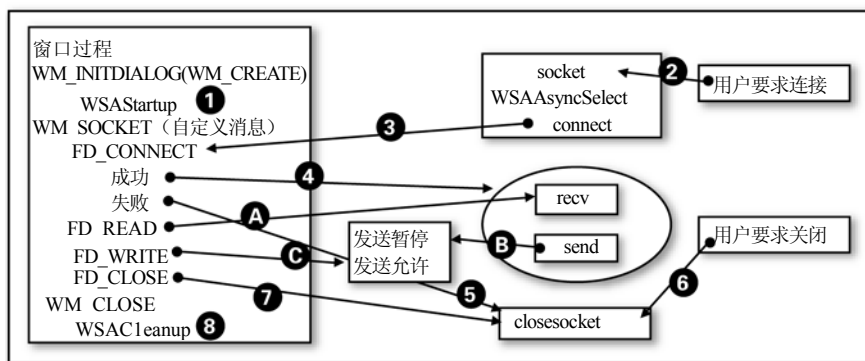 窗口过程
WM_INITDIALOG(WM_CREATE)
WSAStartup
1
WM_SOCKET（自定义消息）
FD_CONNECT
成功
失败
FD_READ
FD_WRITE
FD_CLOSE
WM_CLOSE
WSAC1eanup
8
3
4
A
C
7
socket
WSAAsyncSelect
connect
2
用户要求连接
recv
send
B
发送暂停
发送允许
5
closesocket
6
用户要求关闭